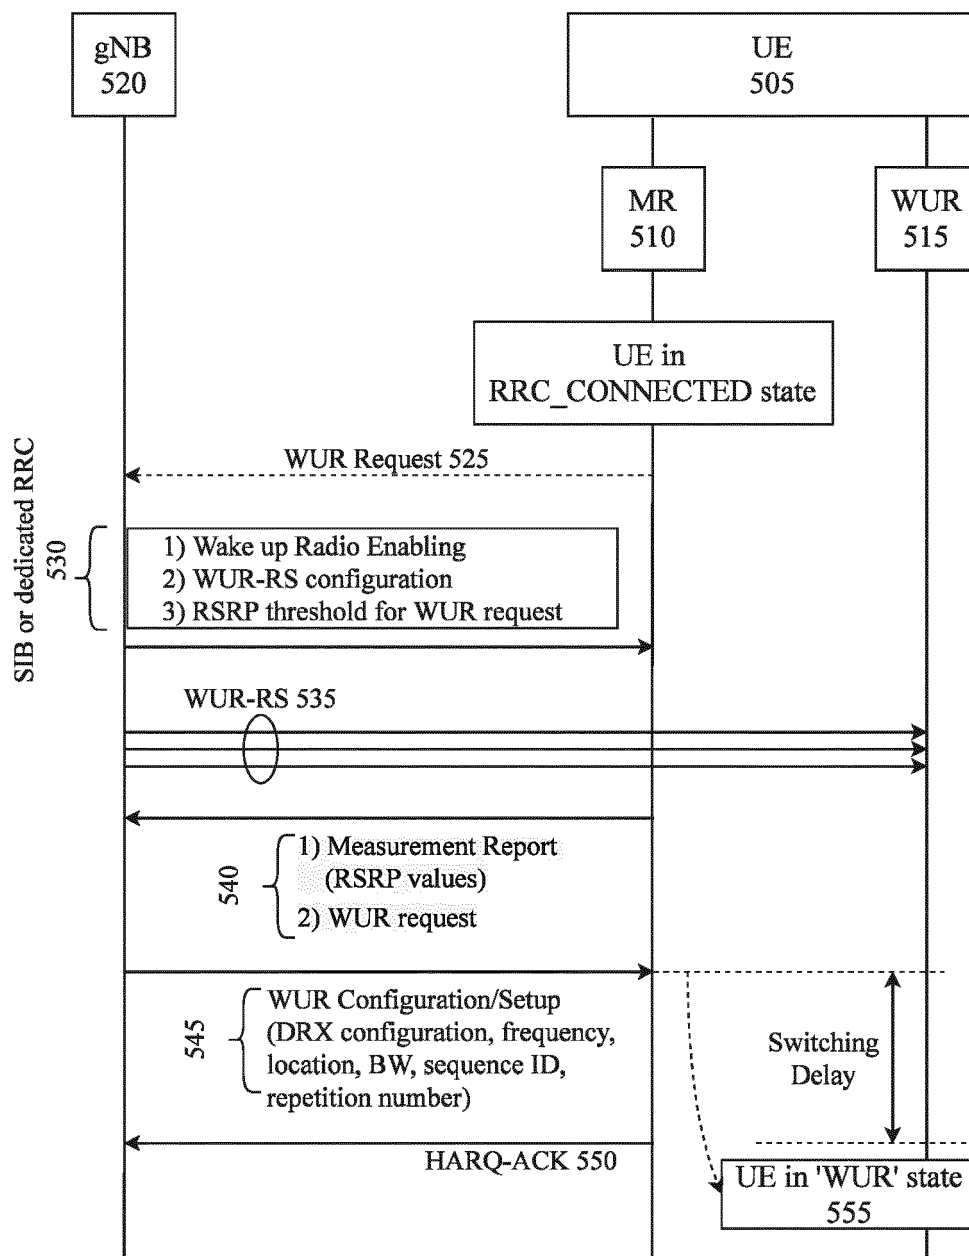 gNB
520
UE
505
MR
510
WUR
515
UE in
RRC_CONNECTED state
WUR Request 525
SIB or dedicated RRC
530
1) Wake up Radio Enabling
2) WUR-RS configuration
3) RSRP threshold for WUR request
WUR-RS 535
540
1) Measurement Report
(RSRP values)
2) WUR request
545
WUR Configuration/Setup
(DRX configuration, frequency,
location, BW, sequence ID,
repetition number)
Switching
Delay
HARQ-ACK 550
UE in 'WUR' state
555